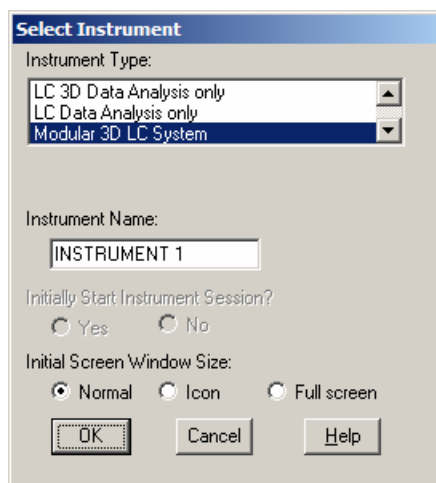 Select Instrument
Instrument Type:
LC 3D Data Analysis only
LC Data Analysis only
Modular 3D LC System
Instrument Name:
INSTRUMENT 1
Initially Start Instrument Session?
Yes No
Initial Screen Window Size:
Normal Icon Full screen
OK Cancel Help